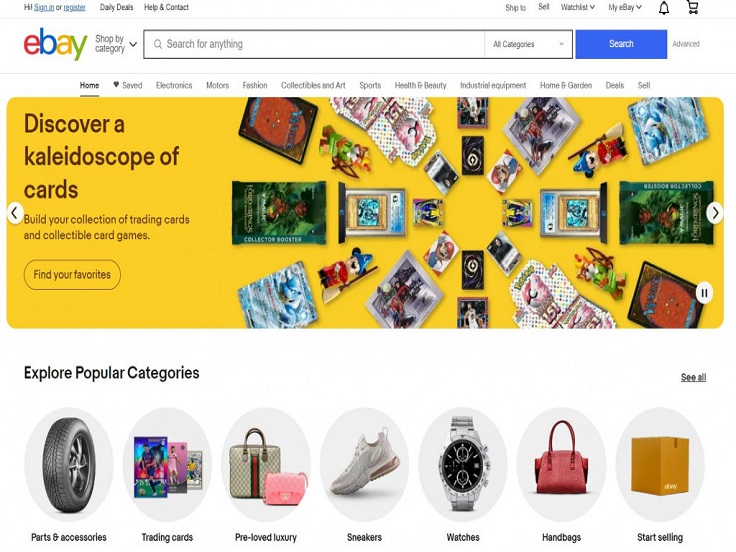 Hi! Sign in or register Daily Deals Help & Contact Ship to Sell Watchlist My eBay
ebay Shop by category Search for anything All Categories Search Advanced
Home Saved Electronics Motors Fashion Collectibles and Art Sports Health & Beauty Industrial equipment Home & Garden Deals Sell
Discover a
kaleidoscope of
cards
Build your collection of trading cards
and collectible card games.
Find your favorites
COLLECTOR BOOSTER
COLLECTOR BOOSTER
Explore Popular Categories See all
ebay
Parts & accessories Trading cards Pre-loved luxury Sneakers Watches Handbags Start selling